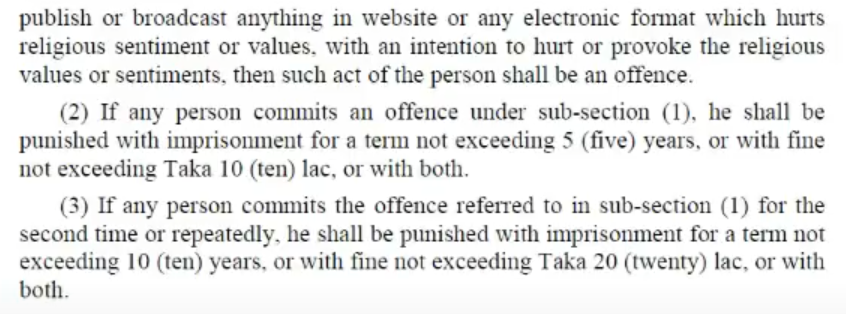 publish or broadcast anything in website or any electronic format which hurts
religious sentiment or values, with an intention to hurt or provoke the religious
values or sentiments, then such act of the person shall be an offence.
(2) If any person commits an offence under sub-section (1), he shall be
punished with imprisonment for a term not exceeding 5 (five) years, or with fine
not exceeding Taka 10 (ten) lac, or with both.
(3) If any person commits the offence referred to in sub-section (1) for the
second time or repeatedly, he shall be punished with imprisonment for a term not
exceeding 10 (ten) years, or with fine not exceeding Taka 20 (twenty) lac, or with
both.